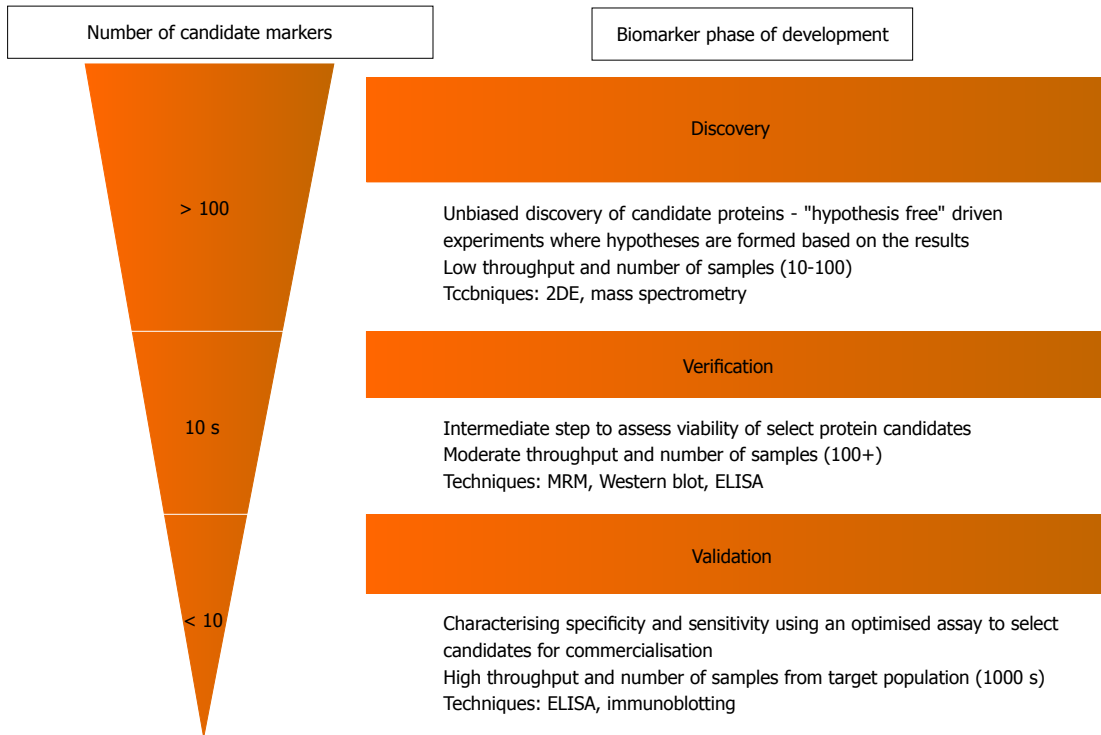 Number of candidate markers
Biomarker phase of development
Discovery
> 100
Unbiased discovery of candidate proteins - "hypothesis free" driven
experiments where hypotheses are formed based on the results
Low throughput and number of samples (10-100)
Tccbniques: 2DE, mass spectrometry
Verification
10 s
Intermediate step to assess viability of select protein candidates
Moderate throughput and number of samples (100+)
Techniques: MRM, Western blot, ELISA
Validation
< 10
Characterising specificity and sensitivity using an optimised assay to select
candidates for commercialisation
High throughput and number of samples from target population (1000 s)
Techniques: ELISA, immunoblotting